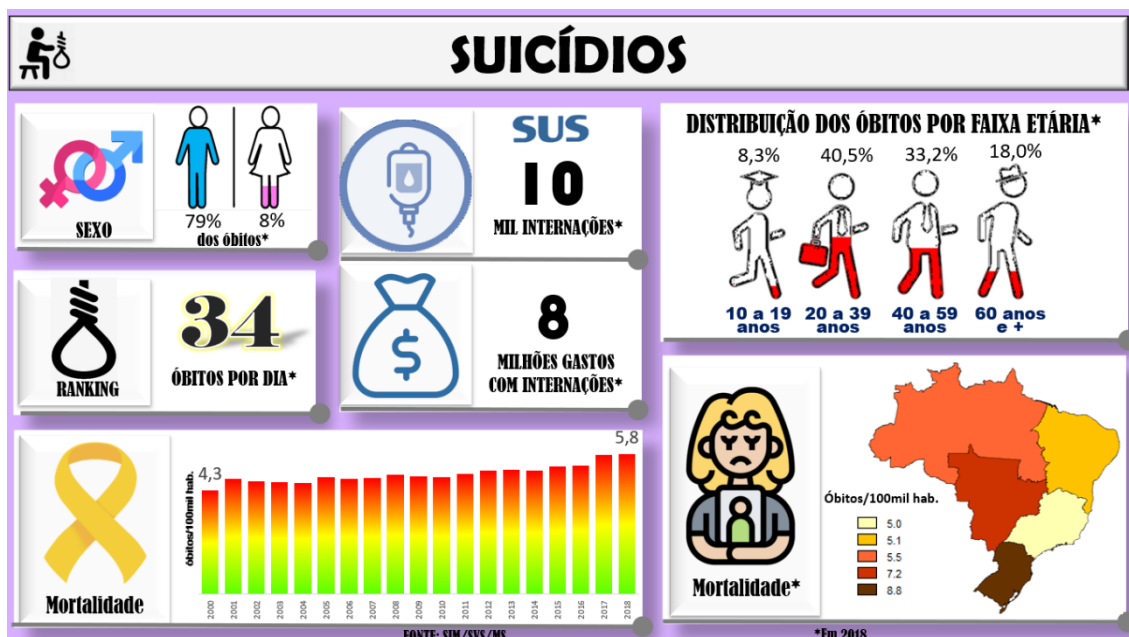 SUICÍDIOS
SEXO
79%
8%
dos óbitos*
SUS
10
MIL INTERNAÇÕES*
DISTRIBUIÇÃO DOS ÓBITOS POR FAIXA ETÁRIA*
8,3%
40,5%
33,2%
18,0%
10 a 19
anos
20 a 39
anos
40 a 59
anos
60 anos
e +
RANKING
34
ÓBITOS POR DIA*
8
MILHÕES GASTOS
COM INTERNAÇÕES*
Mortalidade
óbitos/100mil hab.
4,3
5,8
2000
2001
2002
2003
2004
2005
2006
2007
2008
2009
2010
2011
2012
2013
2014
2015
2016
2017
2018
FONTE: SIM/SVS/MS
Mortalidade*
Óbitos/100mil hab.
5.0
5.1
5.5
7.2
8.8
*Em 2018